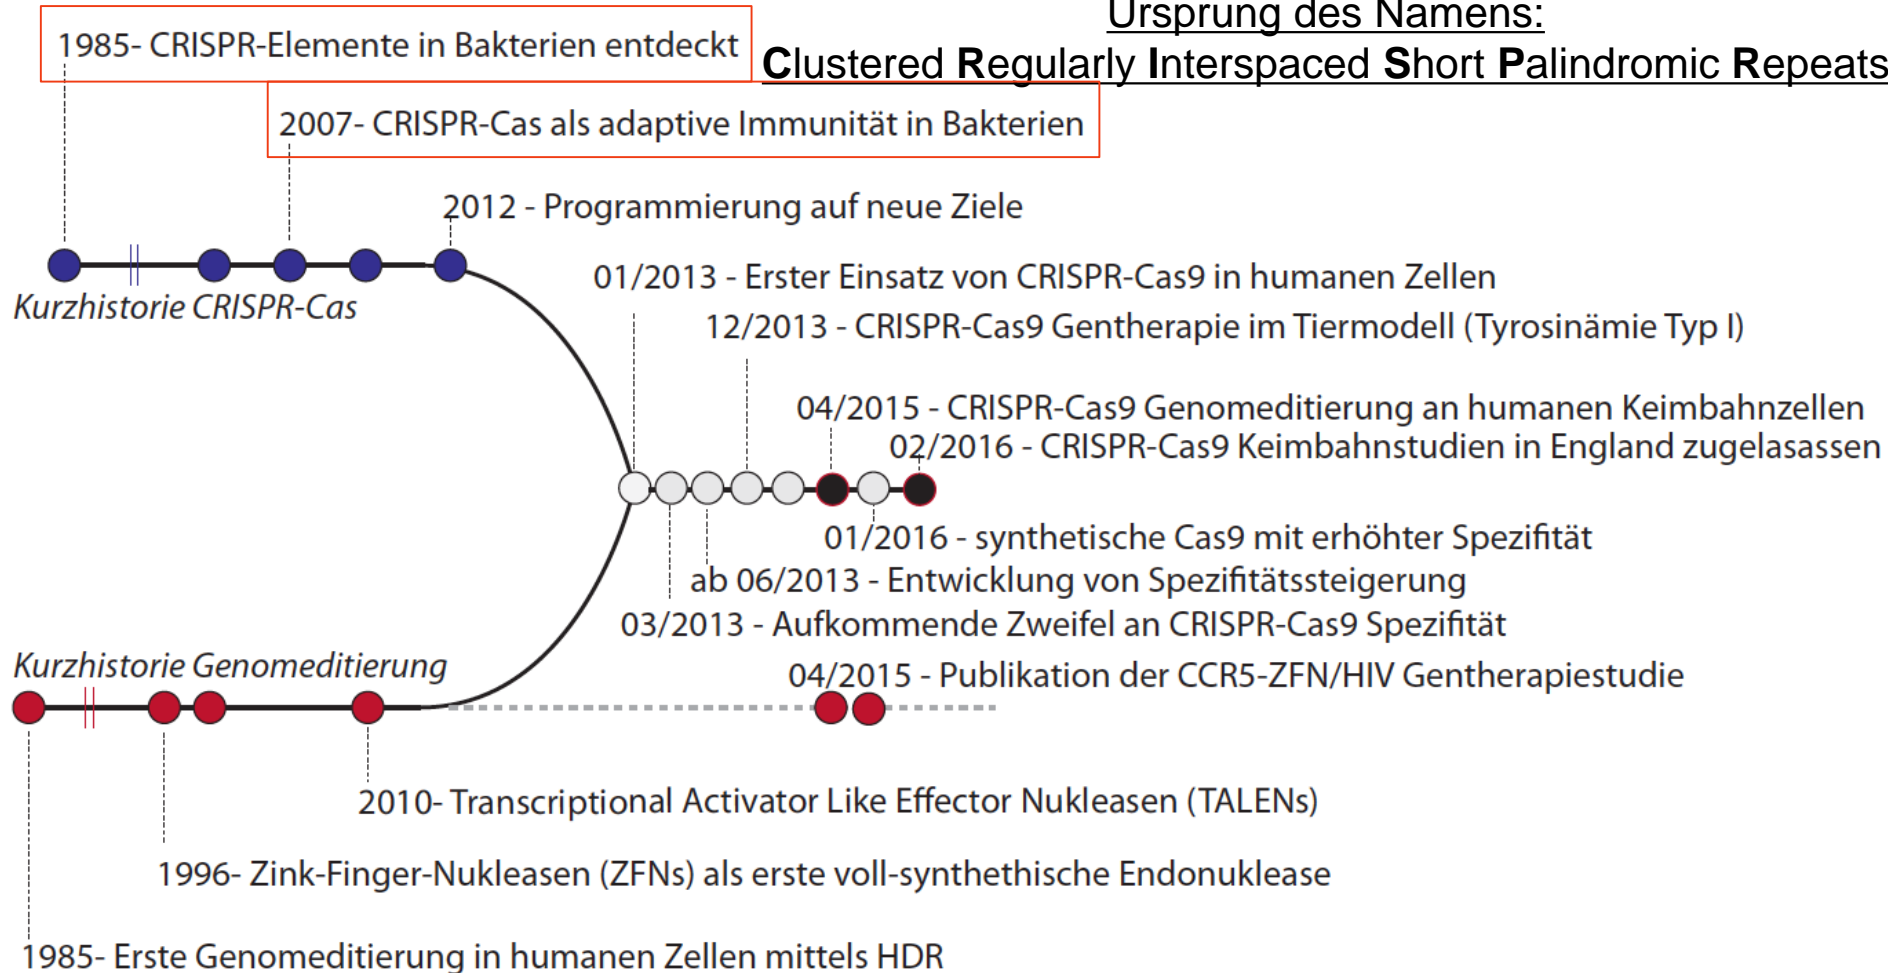 Ursprung des Namens:
1985- CRISPR-Elemente in Bakterien entdeckt
Clustered Regularly Interspaced Short Palindromic Repeats
2007- CRISPR-Cas als adaptive Immunität in Bakterien
2012 - Programmierung auf neue Ziele
01/2013 - Erster Einsatz von CRISPR-Cas9 in humanen Zellen
Kurzhistorie CRISPR-Cas
12/2013 - CRISPR-Cas9 Gentherapie im Tiermodell (Tyrosinämie Typ I)
04/2015 - CRISPR-Cas9 Genomeditierung an humanen Keimbahnzellen
02/2016 - CRISPR-Cas9 Keimbahnstudien in England zugelasassen
01/2016 - synthetische Cas9 mit erhöhter Spezifität
ab 06/2013 - Entwicklung von Spezifitätssteigerung
03/2013 - Aufkommende Zweifel an CRISPR-Cas9 Spezifität
Kurzhistorie Genomeditierung
04/2015 - Publikation der CCR5-ZFN/HIV Gentherapiestudie
2010- Transcriptional Activator Like Effector Nukleasen (TALENs)
1996- Zink-Finger-Nukleasen (ZFNs) als erste voll-synthethische Endonuklease
1985- Erste Genomeditierung in humanen Zellen mittels HDR